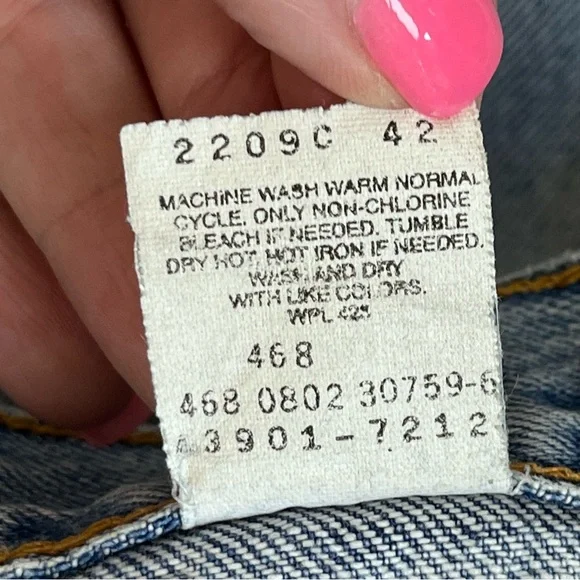 2209C 42
MACHINE WASH WARM NORMAL
CYCLE. ONLY NON-CHLORINE
BLEACH IF NEEDED. TUMBLE
DRY HOT. HOT IRON IF NEEDED.
WASH AND DRY
WITH LIKE COLORS.
WPL 423
468
468 0802 30759-6
43901-7212